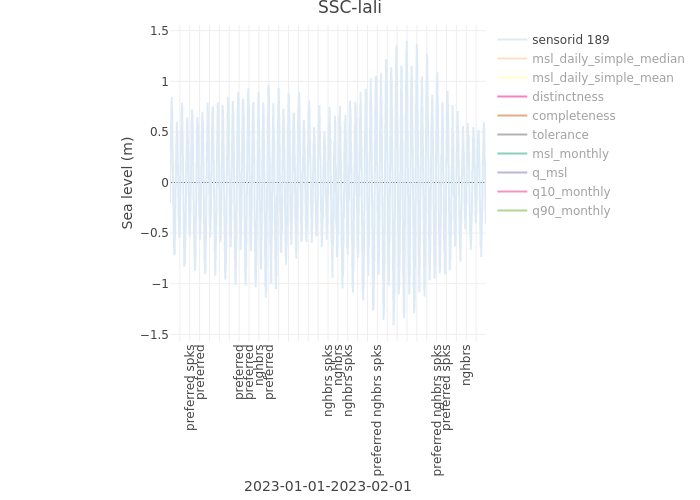 SSC-lali
1.5
1
0.5
0
−0.5
−1
−1.5
Sea level (m)
preferred spks
preferred
preferred
preferred
nghbrs
preferred
nghbrs spks
nghbrs
nghbrs spks
preferred nghbrs spks
preferred nghbrs spks
preferred spks
nghbrs
2023-01-01-2023-02-01
sensorid 189
msl_daily_simple_median
msl_daily_simple_mean
distinctness
completeness
tolerance
msl_monthly
q_msl
q10_monthly
q90_monthly